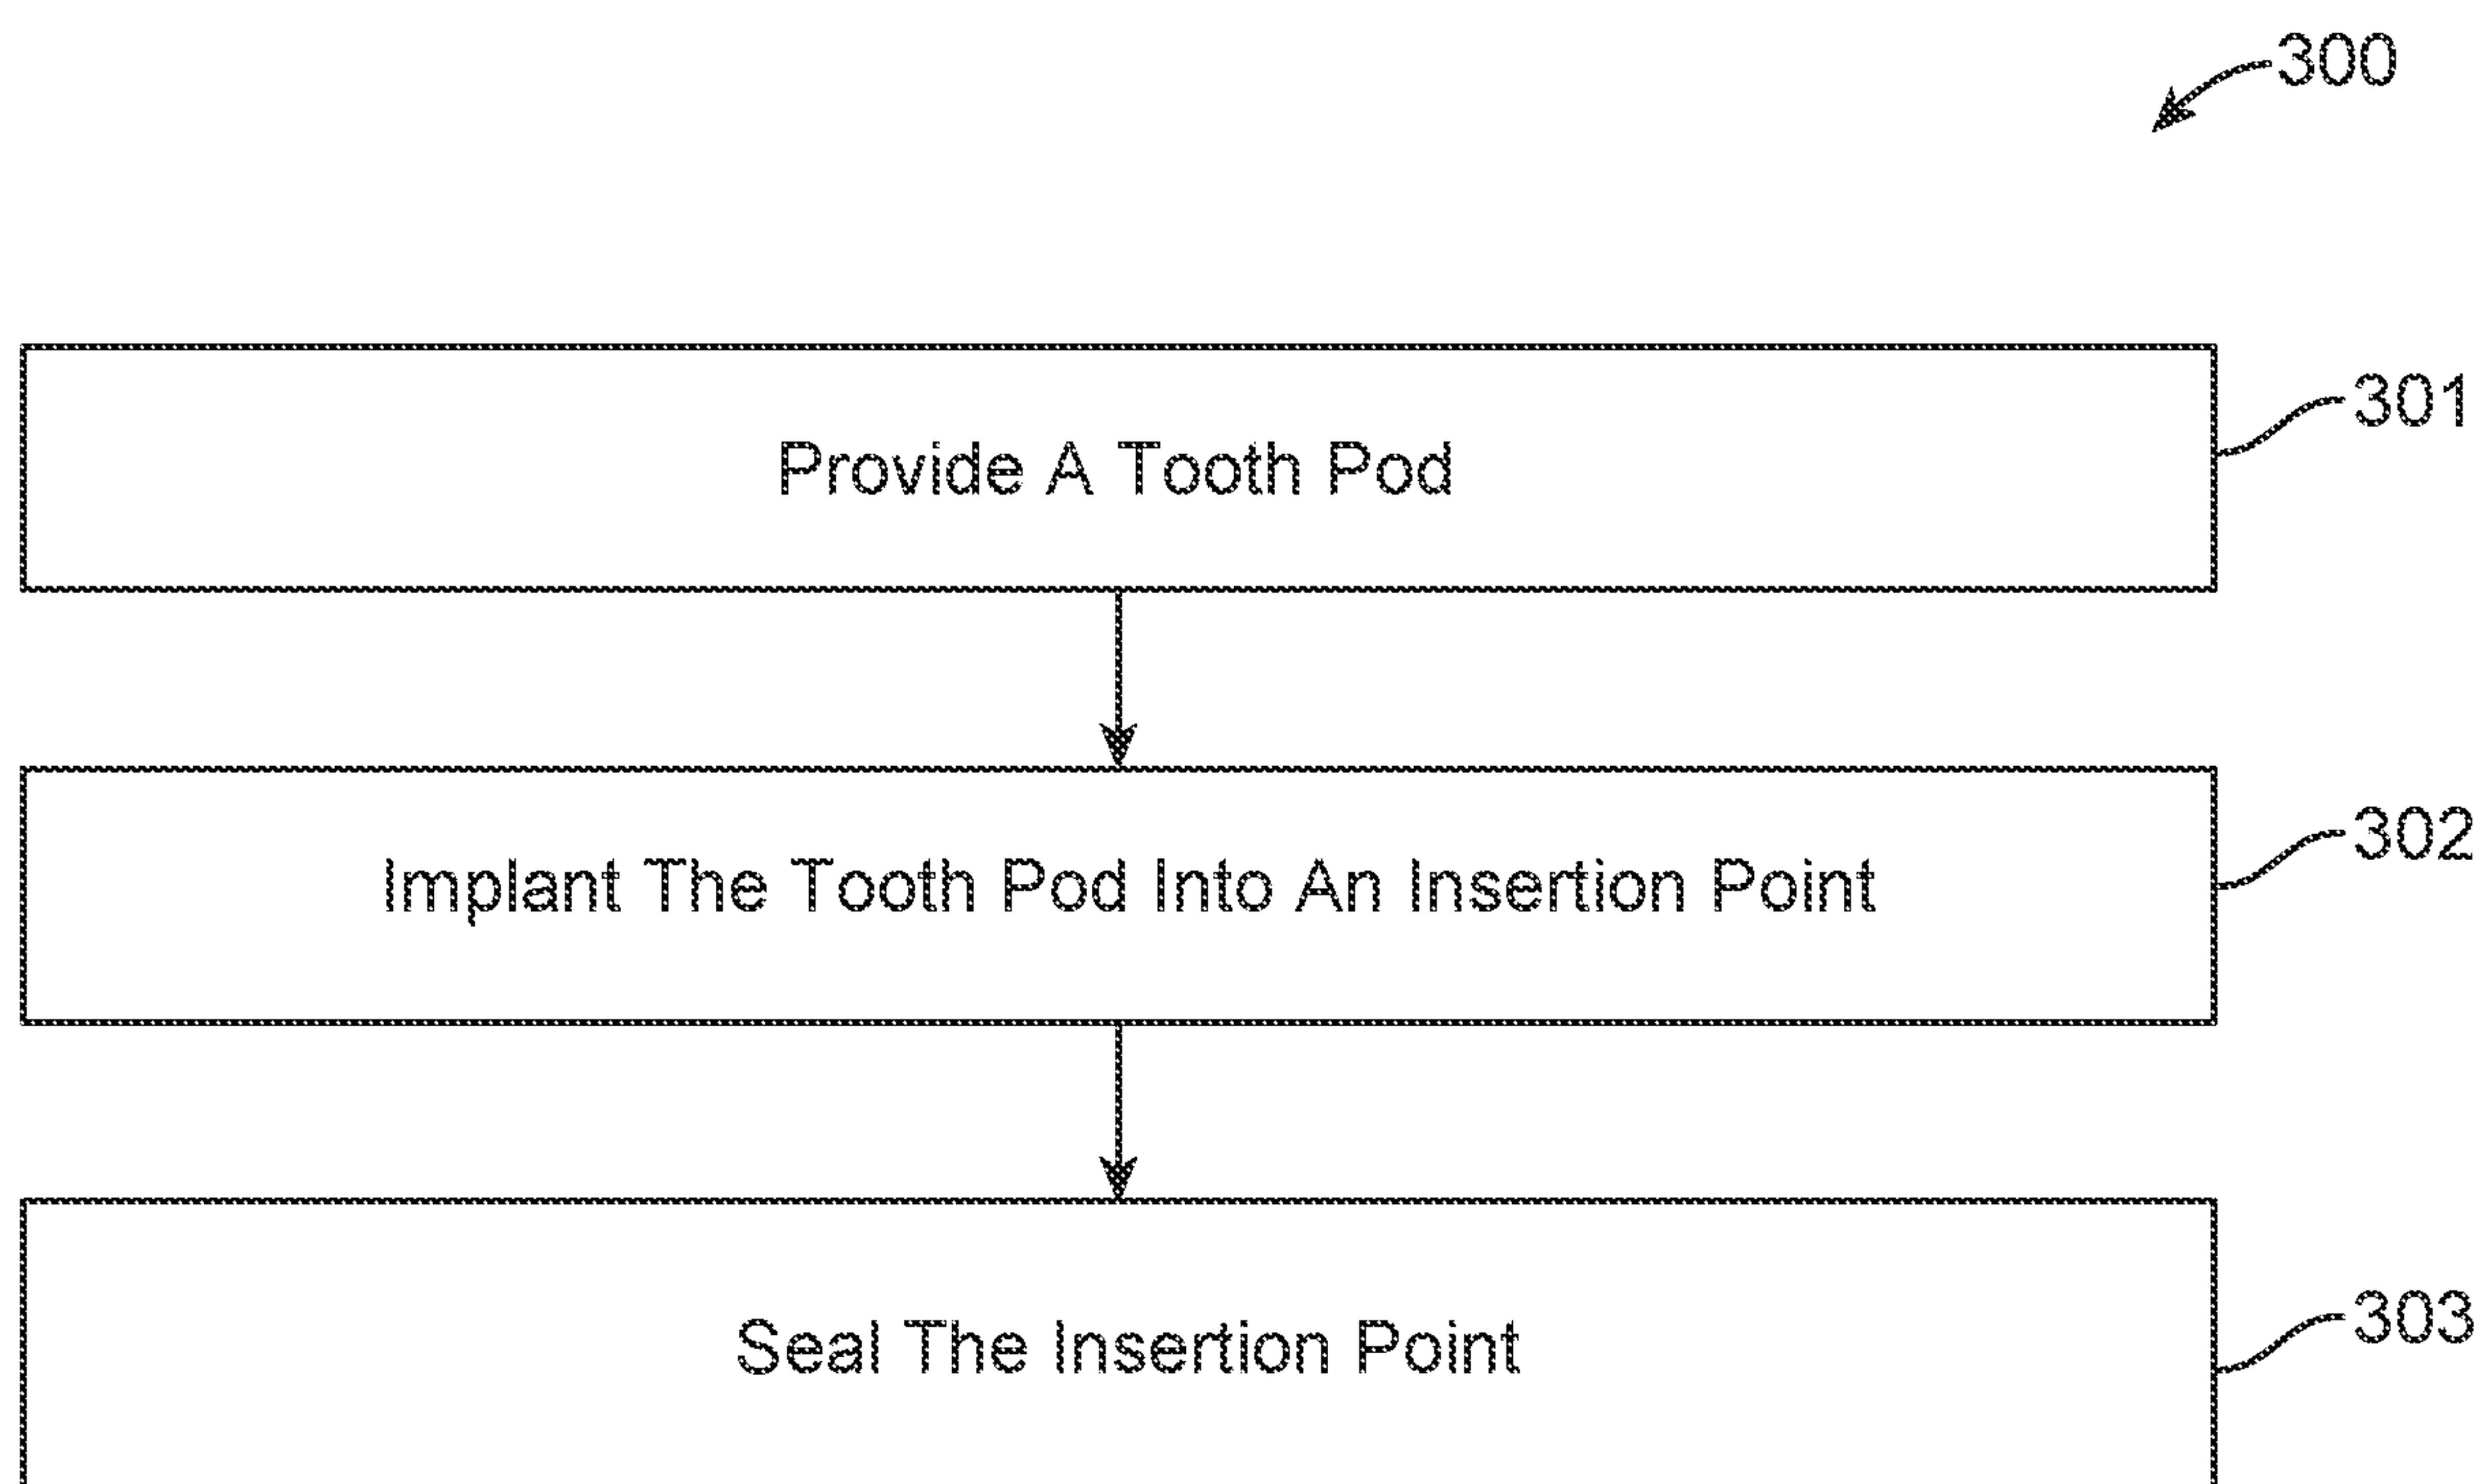 300
Provide A Tooth Pod
301
Implant The Tooth Pod Into An Insertion Point
302
Seal The Insertion Point
303